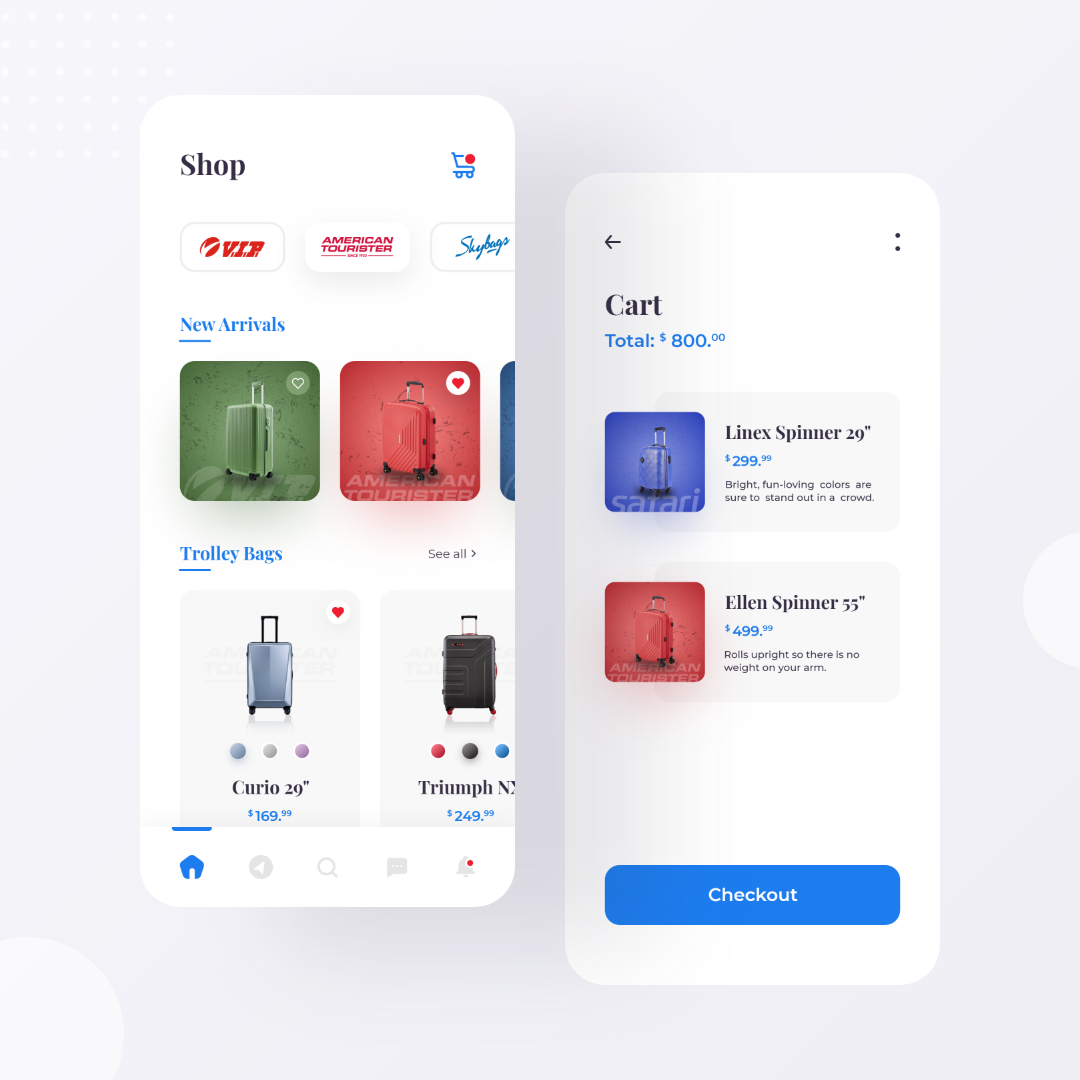 Shop
V.I.P.
AMERICAN
TOURISTER
SINCE 1933
Skybags
New Arrivals
V.I.P.
AMERICAN
TOURISTER
Trolley Bags
See all >
AMERICAN
TOURISTER
Curio 29"
$ 169.99
Triumph NX
$ 249.99
Cart
Total: $ 800.00
safari
Linex Spinner 29"
$ 299.99
Bright, fun-loving colors are
sure to stand out in a crowd.
AMERICAN
TOURISTER
Ellen Spinner 55"
$ 499.99
Rolls upright so there is no
weight on your arm.
Checkout